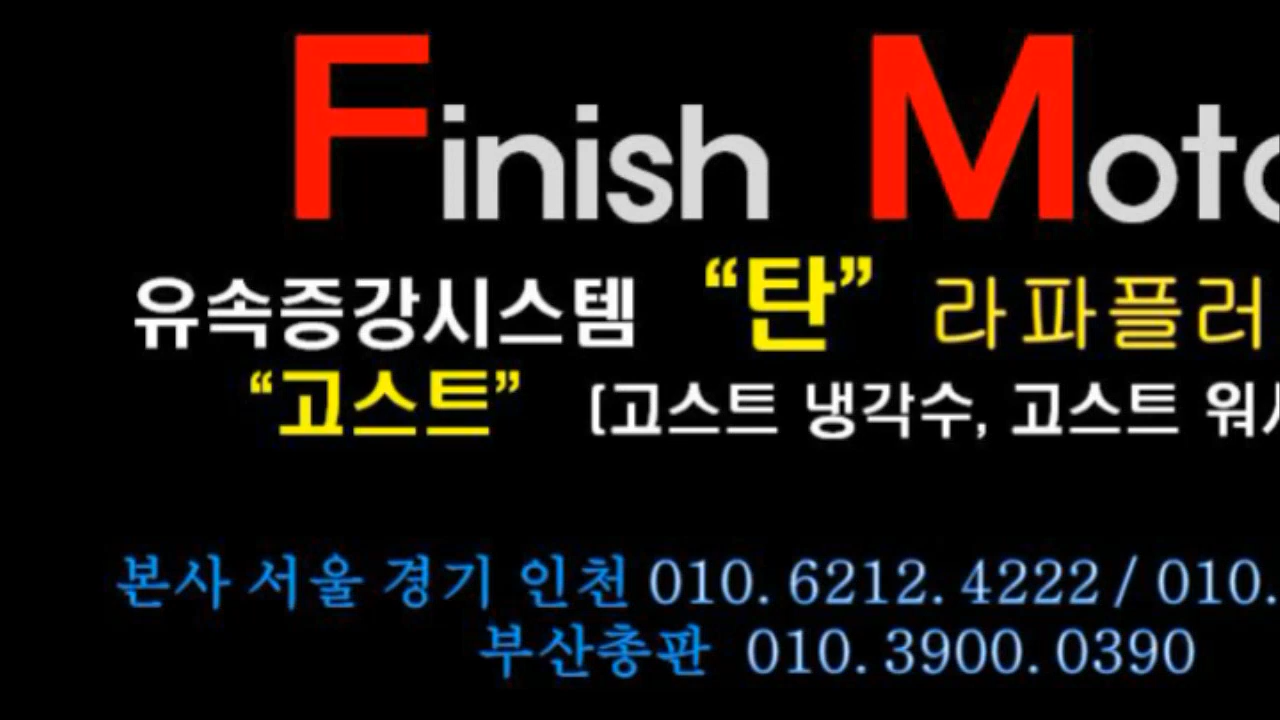 Finish Moto
유속증강시스템 “탄” 라파플러
“고스트” [고스트 냉각수, 고스트 워
본사 서울 경기 인천 010. 6212. 4222 / 010.
부산총판 010. 3900. 0390